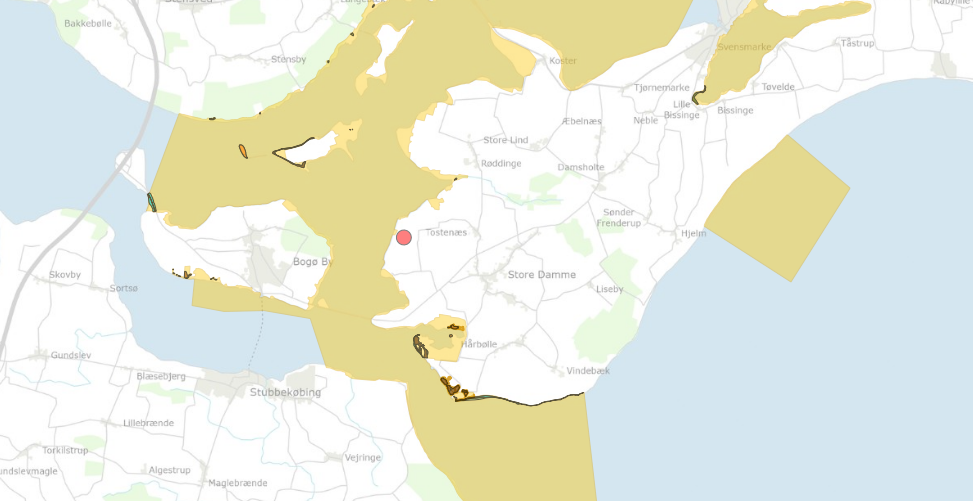 Bakkebølle
Stensby
Koster
Svensmarke
Tåstrup
Tjørnemarke
Tøvelde
Lille
Bissinge
Bissinge
Æbelnæs
Neble
Store Lind
Røddinge
Damsholte
Sønder
Frenderup
Hjelm
Tostenæs
Bogø By
Store Damme
Liseby
Skovby
Sortsø
Hårbølle
Vindebæk
Gundslev
Blæsebjerg
Stubbekøbing
Lillebrænde
Torkilstrup
Vejringe
Algestrup
Maglebrænde